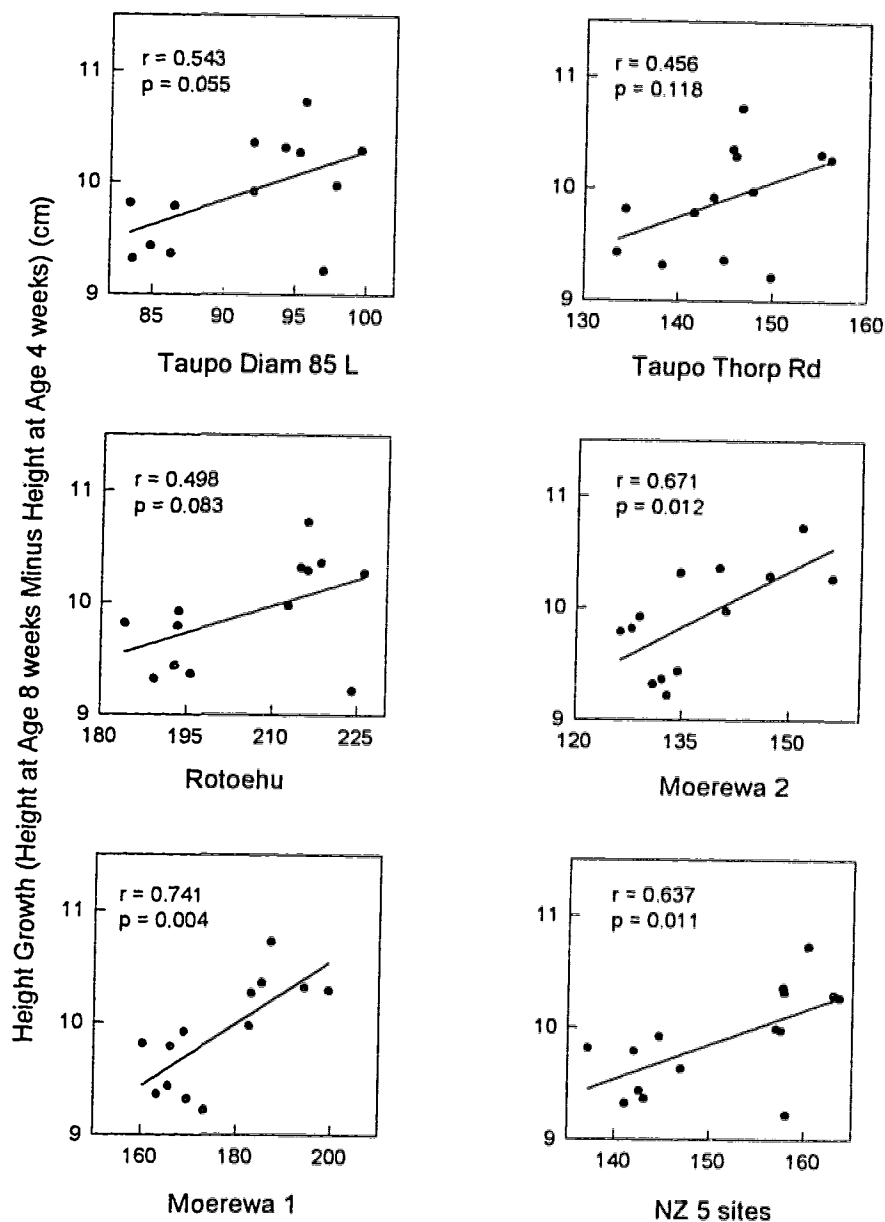 Height Growth (Height at Age 8 weeks Minus Height at Age 4 weeks) (cm)
r = 0.543
p = 0.055
11
10
9
85 90 95 100
Taupo Diam 85 L
r = 0.456
p = 0.118
11
10
9
130 140 150 160
Taupo Thorp Rd
r = 0.498
p = 0.083
11
10
9
180 195 210 225
Rotoehu
r = 0.671
p = 0.012
11
10
9
120 135 150
Moerewa 2
r = 0.741
p = 0.004
11
10
9
160 180 200
Moerewa 1
r = 0.637
p = 0.011
11
10
9
140 150 160
NZ 5 sites